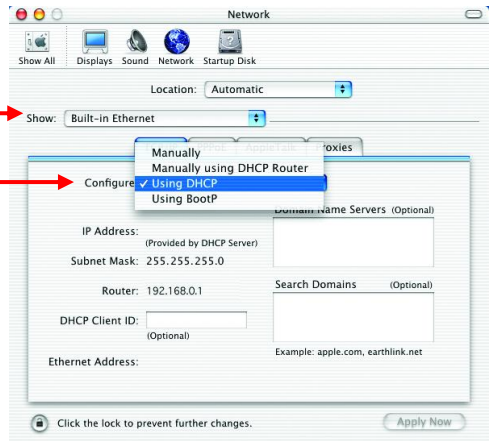 Network
Show All Displays Sound Network Startup Disk
Location: Automatic
Show: Built-in Ethernet
Proxies
Manually
Manually using DHCP Router
Configure ✓ Using DHCP
Using BootP
Domain Name Servers (Optional)
IP Address:
(Provided by DHCP Server)
Subnet Mask: 255.255.255.0
Router: 192.168.0.1
Search Domains (Optional)
DHCP Client ID:
(Optional)
Example: apple.com, earthlink.net
Ethernet Address:
Click the lock to prevent further changes.
Apply Now